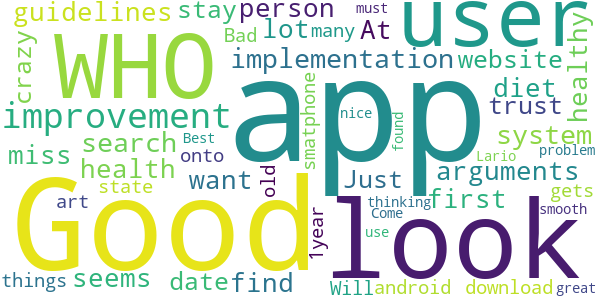 guidelines
stay
person
user
crazy
WHO
lot
many
At
must
Bad
implementation
website
healthy
improvement
app
diet
trust
smatphone
nice
found
search
Best
system
miss
health
onto
Lario
problem
want
old
Just
arguments
state
first
gets
art
Good
1year
look
thinking
Come
smooth
use
things
seems
date
find
Will
android
download
great